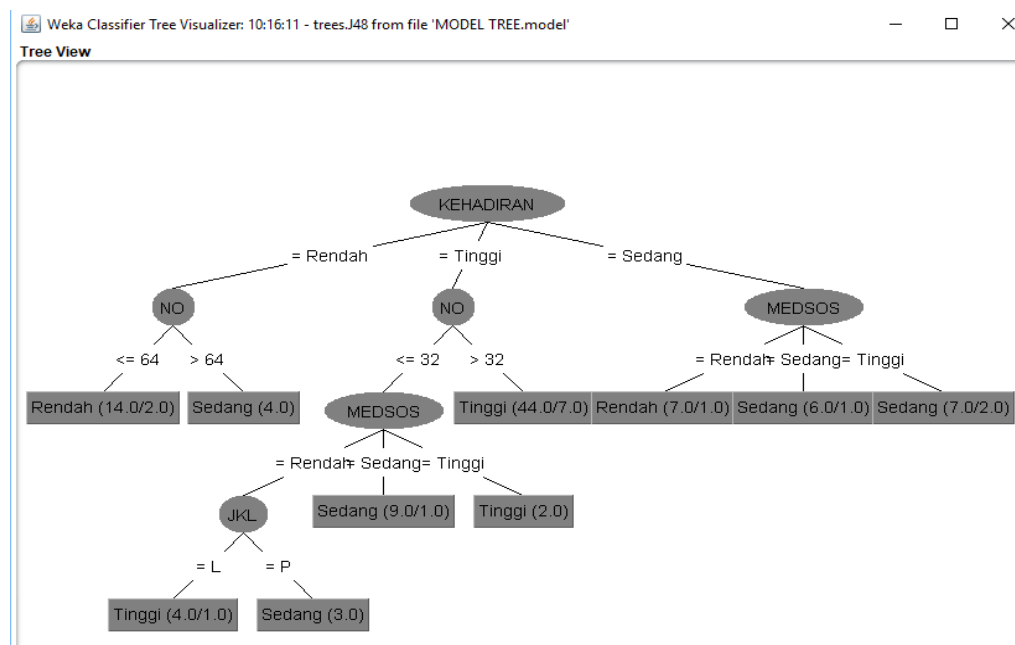 Weka Classifier Tree Visualizer: 10:16:11 - trees.J48 from file 'MODEL TREE.model'
Tree View
KEHADIRAN
= Rendah = Tinggi = Sedang
NO NO MEDSOS
<= 64 > 64 <= 32 > 32 = Rendah = Sedang = Tinggi
Rendah (14.0/2.0) Sedang (4.0) MEDSOS Tinggi (44.0/7.0) Rendah (7.0/1.0) Sedang (6.0/1.0) Sedang (7.0/2.0)
= Rendah = Sedang = Tinggi
JKL Sedang (9.0/1.0) Tinggi (2.0)
= L = P
Tinggi (4.0/1.0) Sedang (3.0)